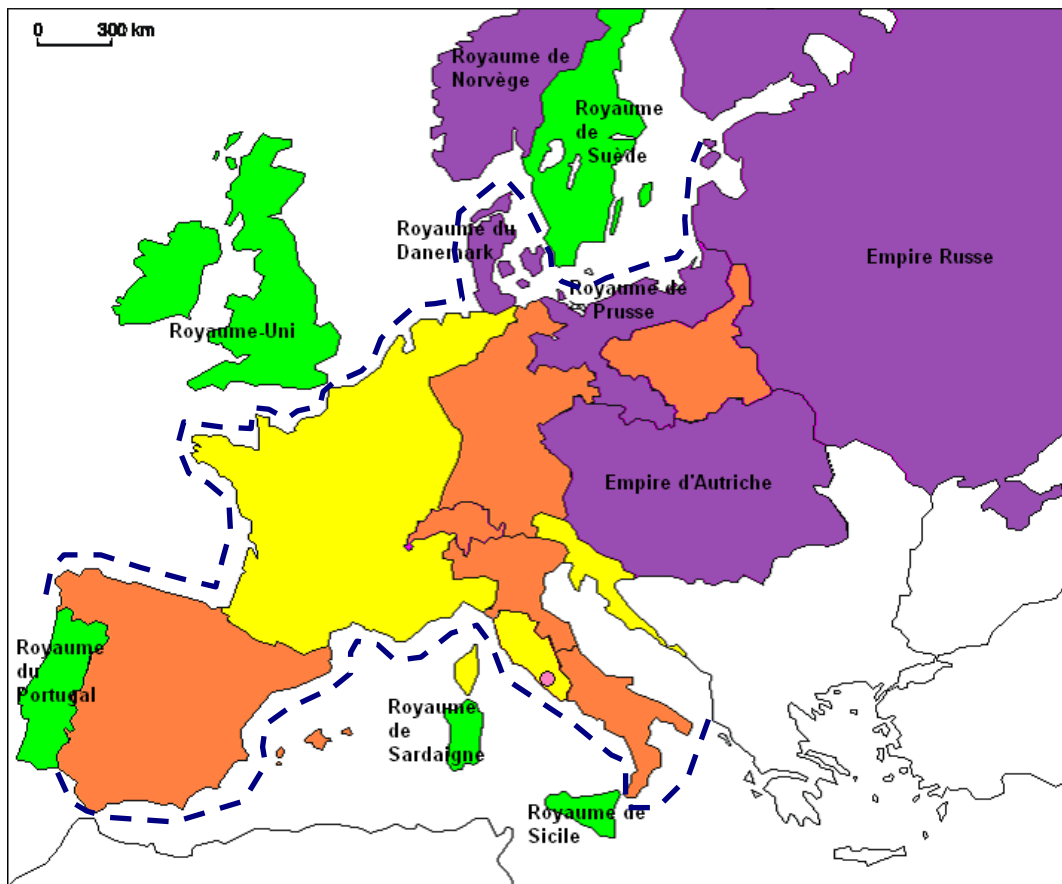 0 300 km
Royaume de
Norvège
Royaume
de
Suède
Royaume du
Danemark
Empire Russe
Royaume de
Prusse
Royaume-Uni
Empire d'Autriche
Royaume
du
Portugal
Royaume
de
Sardaigne
Royaume de
Sicile